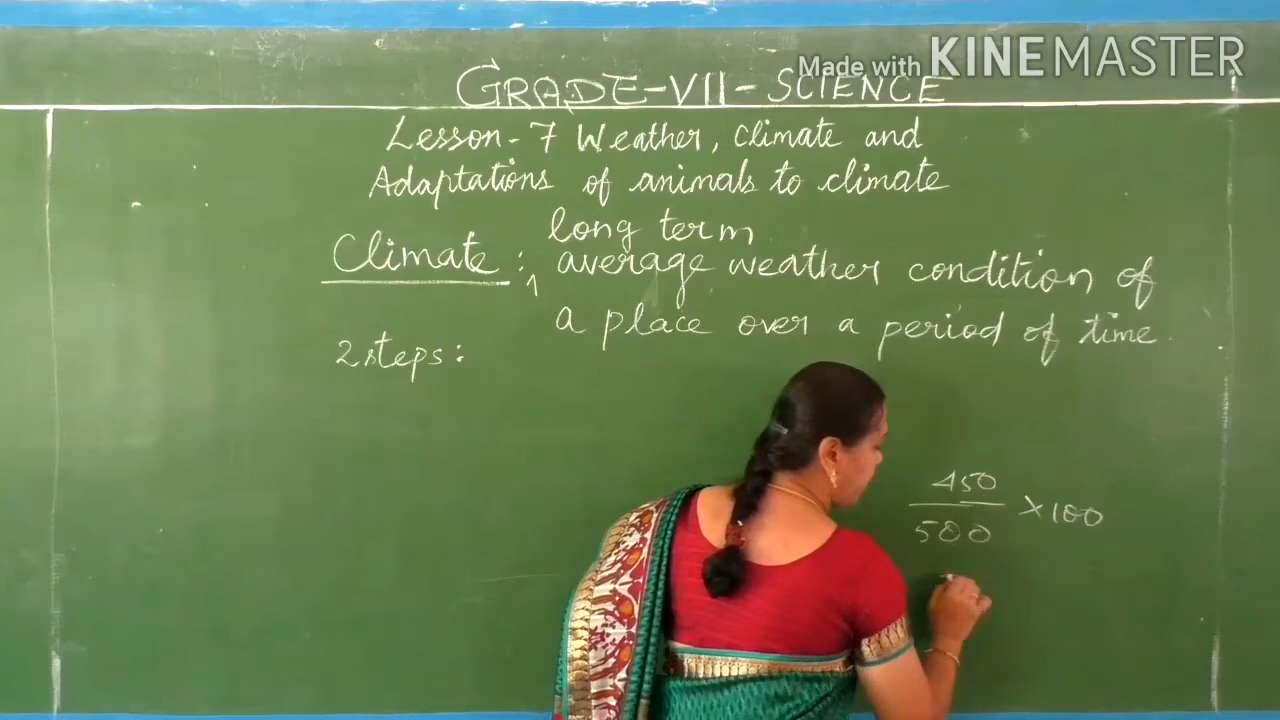 Made with KINEMASTER
GRADE-VII-SCIENCE
Lesson-7 Weather, Climate and
Adaptations of animals to climate
long term
Climate : 1 average weather condition of
a place over a period of time.
2 steps:
450
500
×100